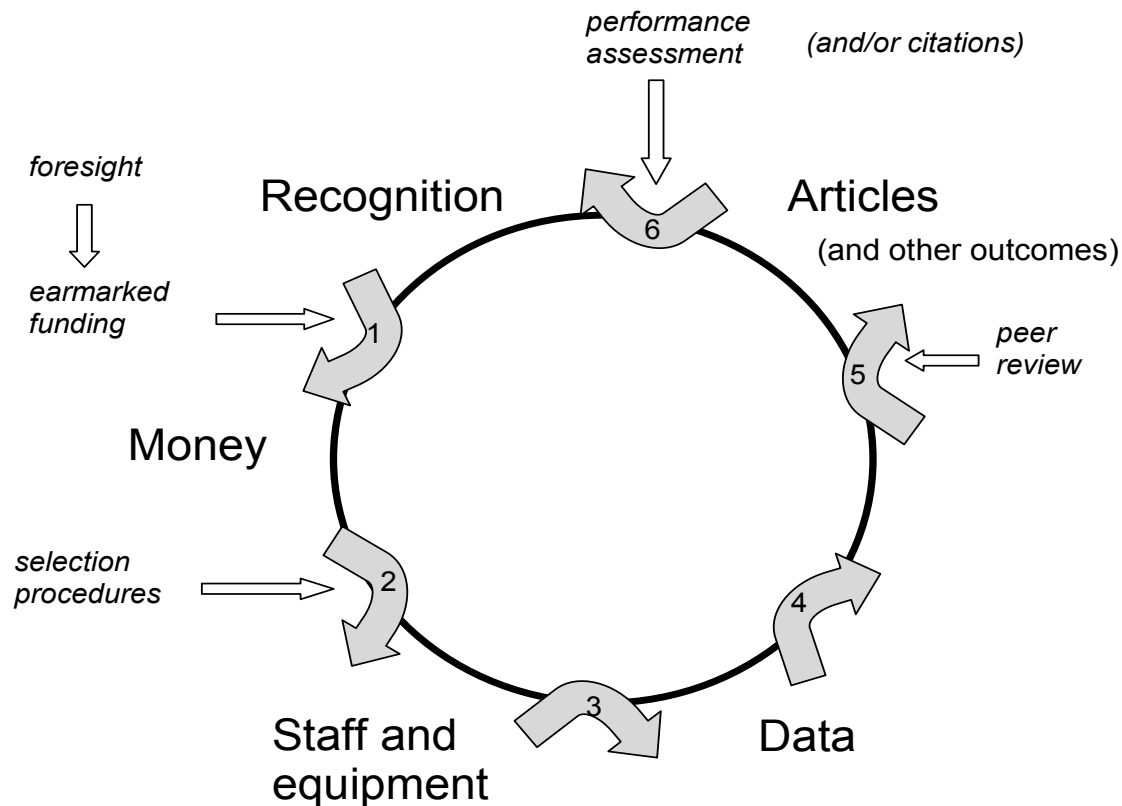 performance
assessment
(and/or citations)
foresight
Recognition
Articles
6
(and other outcomes)
earmarked
funding
1
peer
review
5
Money
selection
procedures
2
4
3
Staff and
equipment
Data